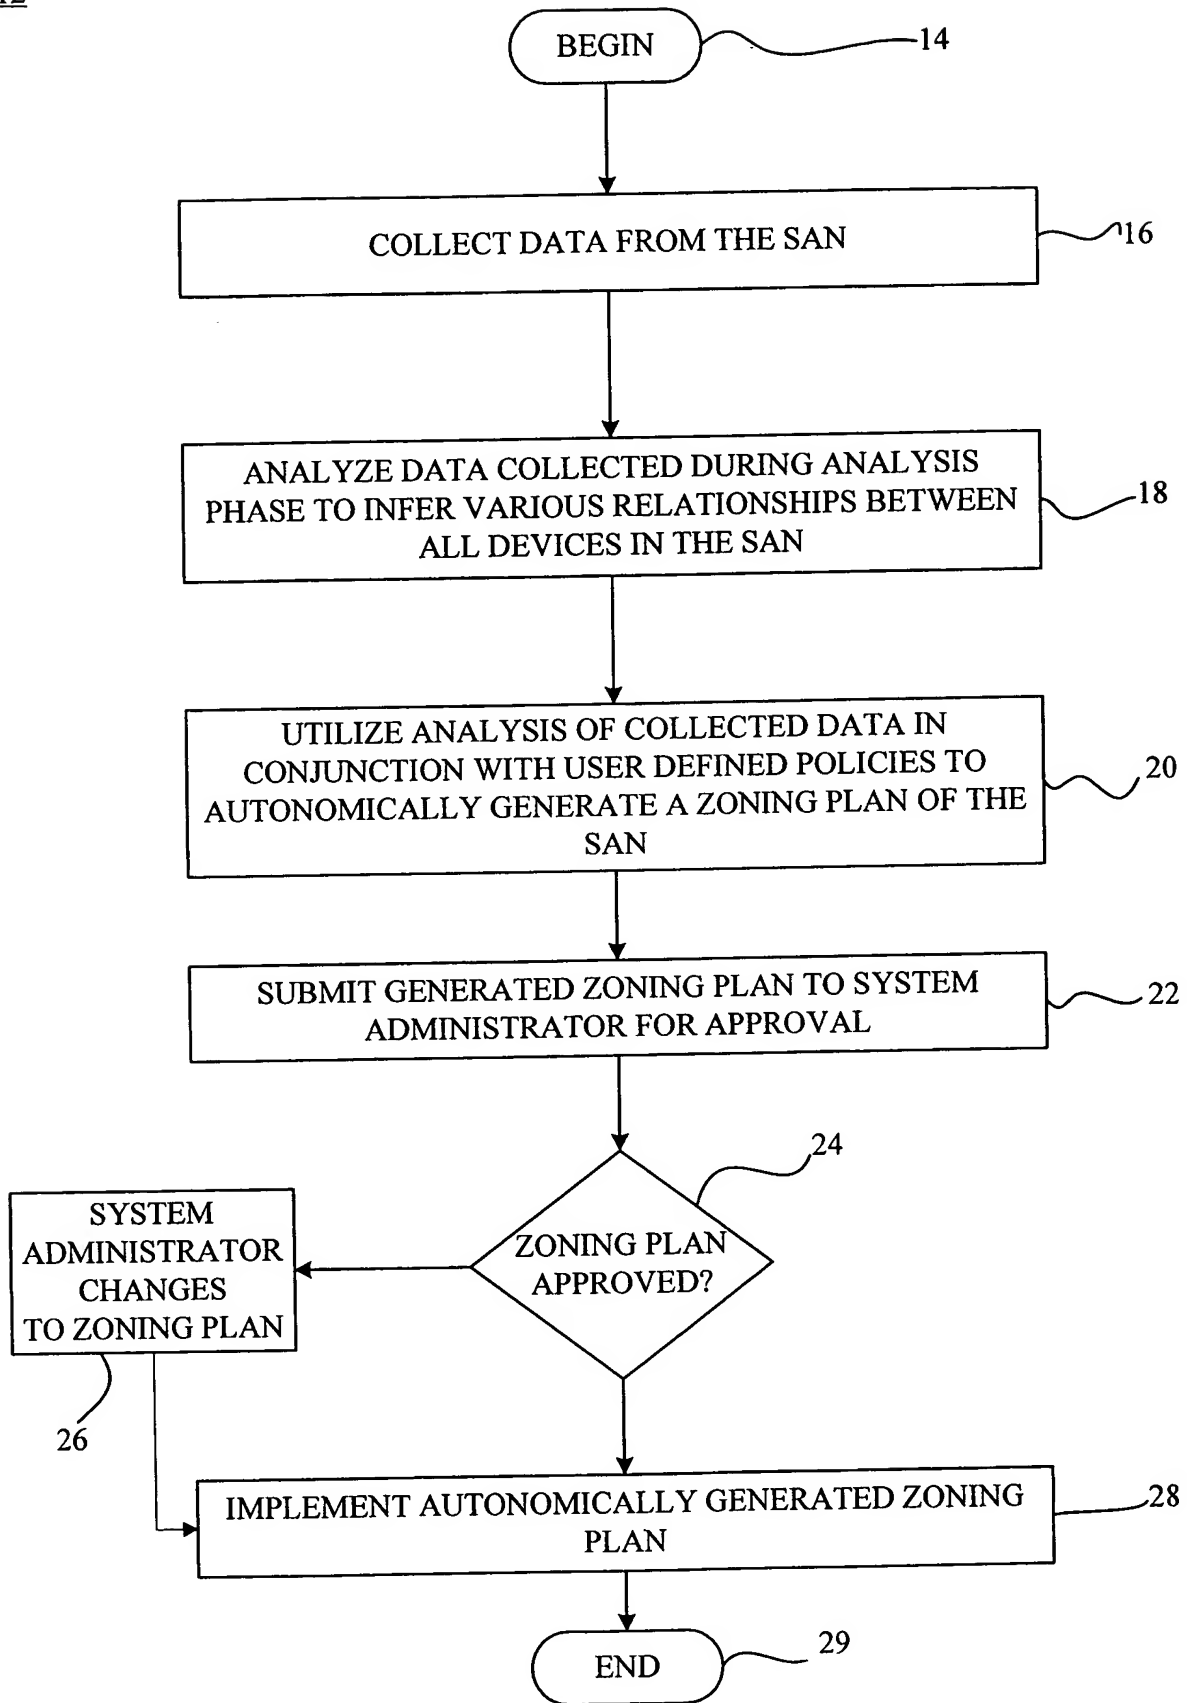 12
BEGIN
14
COLLECT DATA FROM THE SAN
16
ANALYZE DATA COLLECTED DURING ANALYSIS
PHASE TO INFER VARIOUS RELATIONSHIPS BETWEEN
ALL DEVICES IN THE SAN
18
UTILIZE ANALYSIS OF COLLECTED DATA IN
CONJUNCTION WITH USER DEFINED POLICIES TO
AUTONOMICALLY GENERATE A ZONING PLAN OF THE
SAN
20
SUBMIT GENERATED ZONING PLAN TO SYSTEM
ADMINISTRATOR FOR APPROVAL
22
24
ZONING PLAN
APPROVED?
SYSTEM
ADMINISTRATOR
CHANGES
TO ZONING PLAN
26
IMPLEMENT AUTONOMICALLY GENERATED ZONING
PLAN
28
END
29